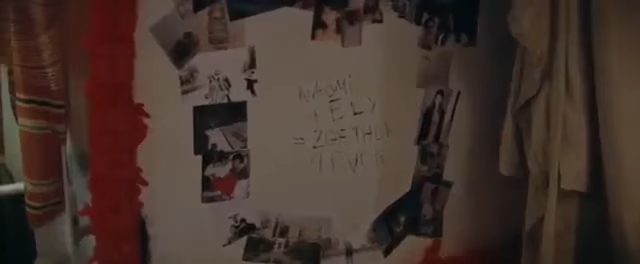 NAOMI
+ ELY
= 2GETHER
4EVER